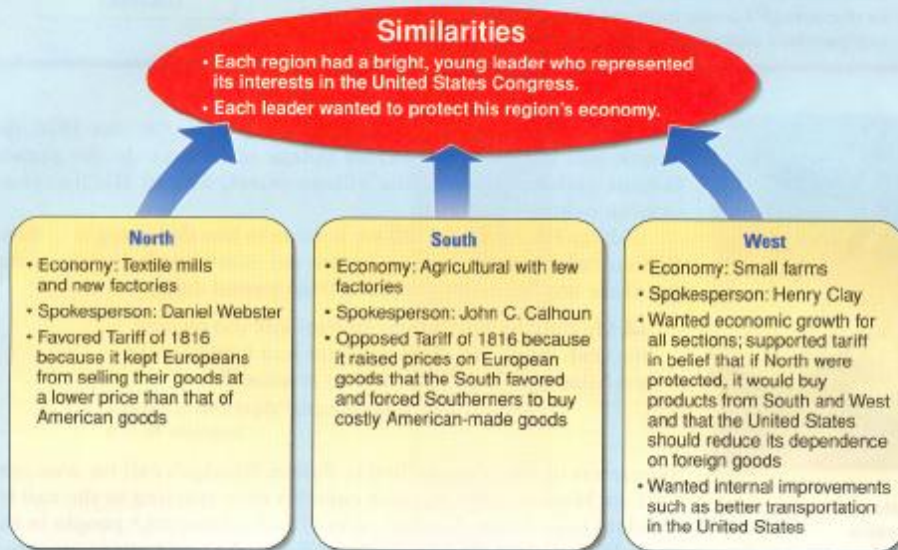 Similarities
• Each region had a bright, young leader who represented
its interests in the United States Congress.
• Each leader wanted to protect his region's economy.
North
• Economy: Textile mills
and new factories
• Spokesperson: Daniel Webster
• Favored Tariff of 1816
because it kept Europeans
from selling their goods at
a lower price than that of
American goods
South
• Economy: Agricultural with few
factories
• Spokesperson: John C. Calhoun
• Opposed Tariff of 1816 because
it raised prices on European
goods that the South favored
and forced Southerners to buy
costly American-made goods
West
• Economy: Small farms
• Spokesperson: Henry Clay
• Wanted economic growth for
all sections; supported tariff
in belief that if North were
protected, it would buy
products from South and West
and that the United States
should reduce its dependence
on foreign goods
• Wanted internal improvements
such as better transportation
in the United States